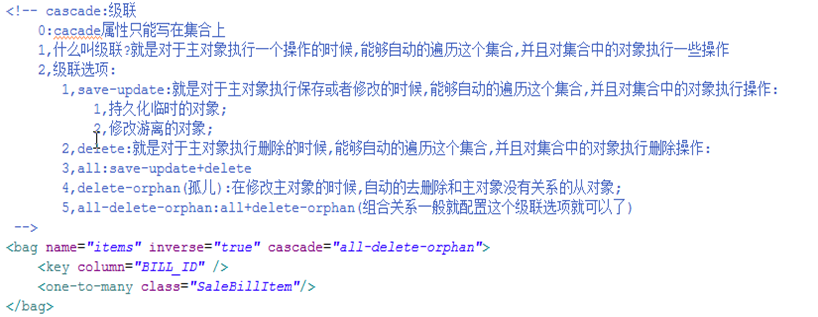 <!-- cascade:级联
0:cacade属性只能写在集合上
1,什么叫级联?就是对于主对象执行一个操作的时候,能够自动的遍历这个集合,并且对集合中的对象执行一些操作
2,级联选项:
1,save-update:就是对于主对象执行保存或者修改的时候,能够自动的遍历这个集合,并且对集合中的对象执行操作:
1,持久化临时的对象;
2,修改游离的对象;
2,delete:就是对于主对象执行删除的时候,能够自动的遍历这个集合,并且对集合中的对象执行删除操作:
3,all:save-update+delete
4,delete-orphan(孤儿):在修改主对象的时候,自动的去删除和主对象没有关系的从对象;
5,all-delete-orphan:all+delete-orphan(组合关系一般就配置这个级联选项就可以了)
-->
<bag name="items" inverse="true" cascade="all-delete-orphan">
<key column="BILL_ID" />
<one-to-many class="SaleBillItem"/>
</bag>